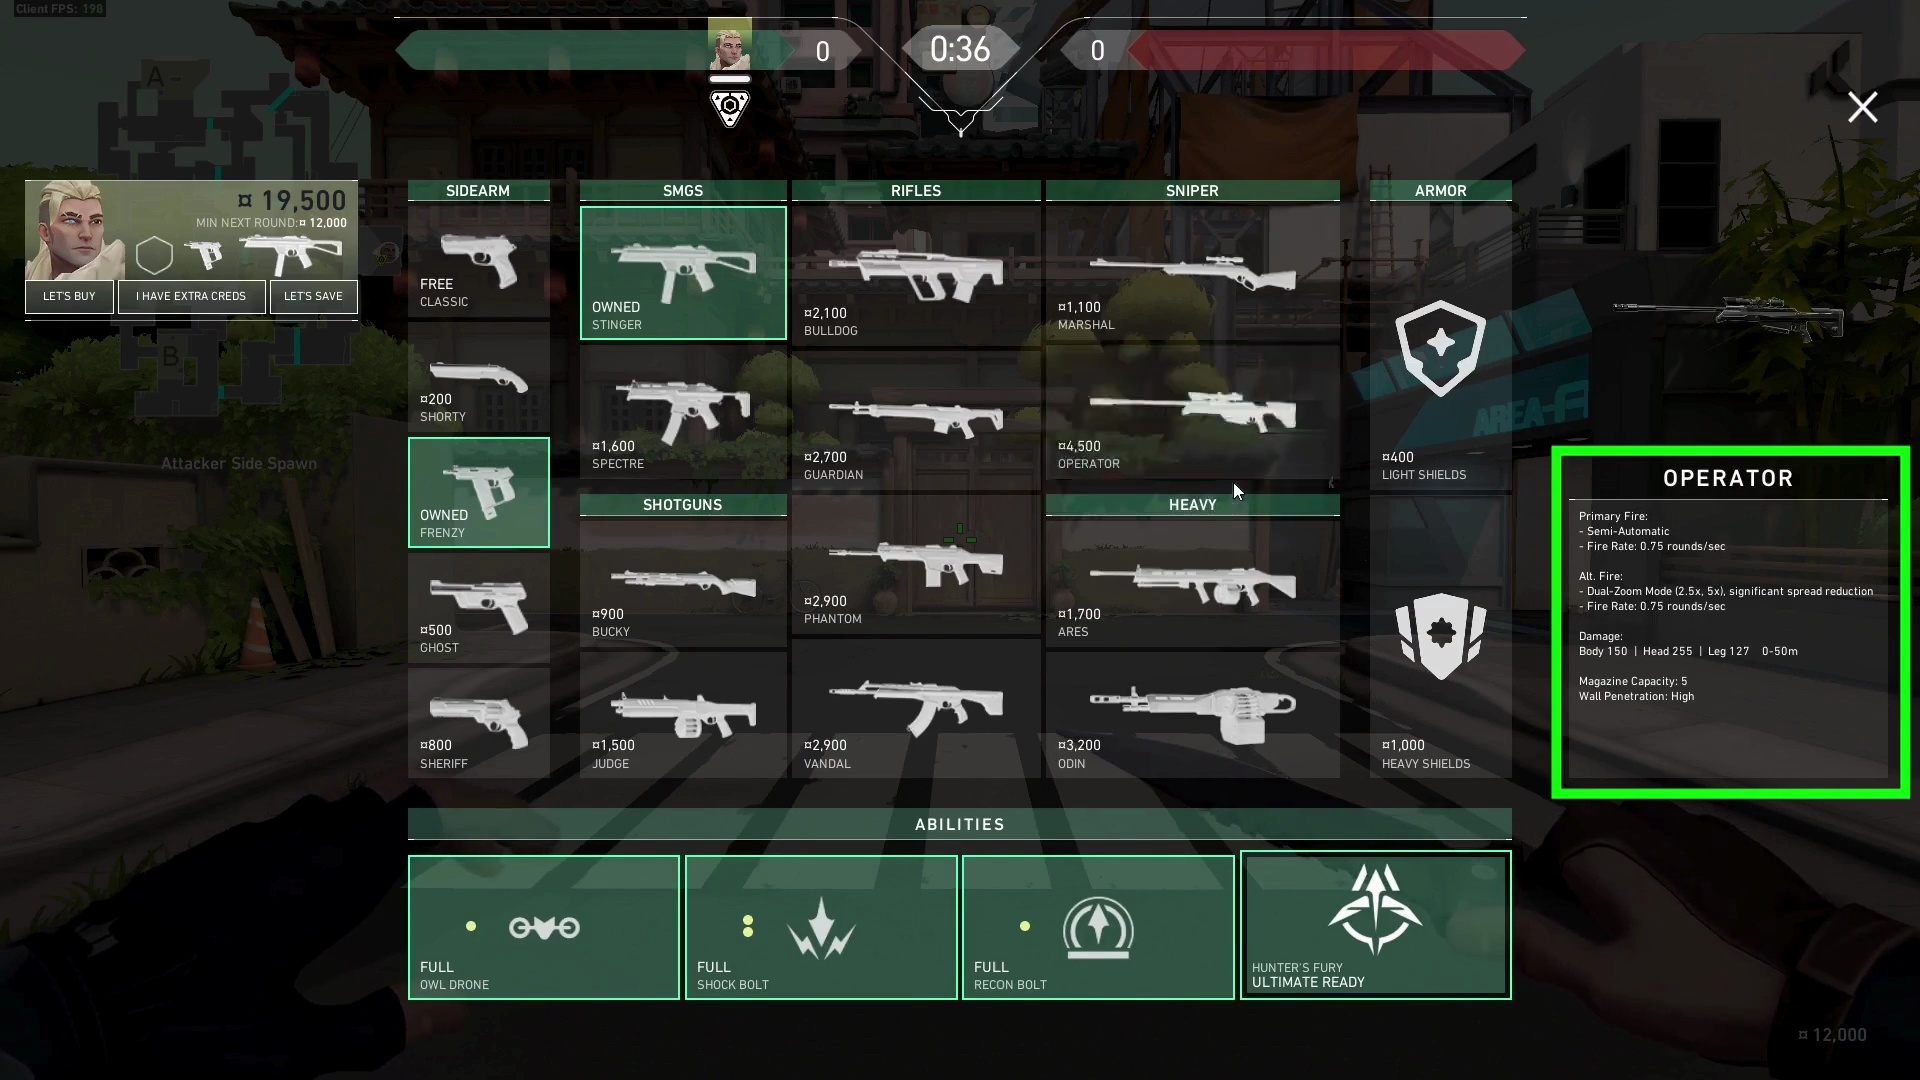 Client FPS: 198
0
0:36
0
A
¤ 19,500
MIN NEXT ROUND: ¤ 12,000
LET'S BUY
I HAVE EXTRA CREDS
LET'S SAVE
B
Attacker Side Spawn
SIDEARM
FREE
CLASSIC
¤200
SHORTY
OWNED
FRENZY
¤500
GHOST
¤800
SHERIFF
SMGS
OWNED
STINGER
¤1,600
SPECTRE
SHOTGUNS
¤900
BUCKY
¤1,500
JUDGE
RIFLES
¤2,100
BULLDOG
¤2,700
GUARDIAN
¤2,900
PHANTOM
¤2,900
VANDAL
SNIPER
¤1,100
MARSHAL
¤4,500
OPERATOR
HEAVY
¤1,700
ARES
¤3,200
ODIN
ARMOR
¤400
LIGHT SHIELDS
¤1,000
HEAVY SHIELDS
AREA-A
OPERATOR
Primary Fire:
- Semi-Automatic
- Fire Rate: 0.75 rounds/sec
Alt. Fire:
- Dual-Zoom Mode (2.5x, 5x), significant spread reduction
- Fire Rate: 0.75 rounds/sec
Damage:
Body 150 | Head 255 | Leg 127 0-50m
Magazine Capacity: 5
Wall Penetration: High
ABILITIES
FULL
OWL DRONE
FULL
SHOCK BOLT
FULL
RECON BOLT
HUNTER'S FURY
ULTIMATE READY
¤ 12,000